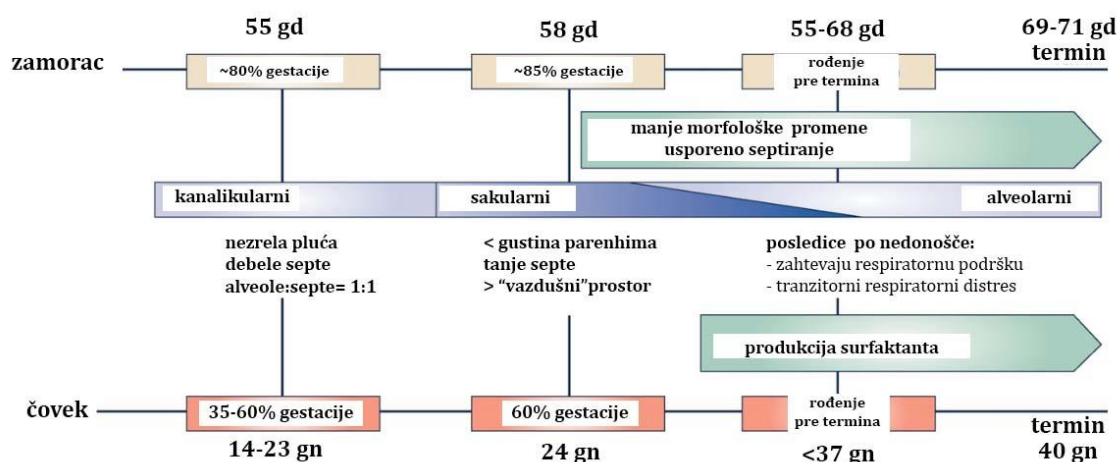 55 gd
58 gd
55-68 gd
69-71 gd
termin
zamorac
~80% gestacije
~85% gestacije
rođenje
pre termina
manje morfološke promene
usporeno septiranje
kanalikularni
sakularni
alveolarni
nezrela pluća
debele septe
alveole:septe= 1:1
< gustina parenhima
tanje septe
> “vazdušni”prostor
posledice po nedonošče:
- zahtevaju respiratornu podršku
- tranzitorni respiratorni distres
produkcija surfaktanta
čovek
35-60% gestacije
60% gestacije
rođenje
pre termina
termin
14-23 gn
24 gn
<37 gn
40 gn